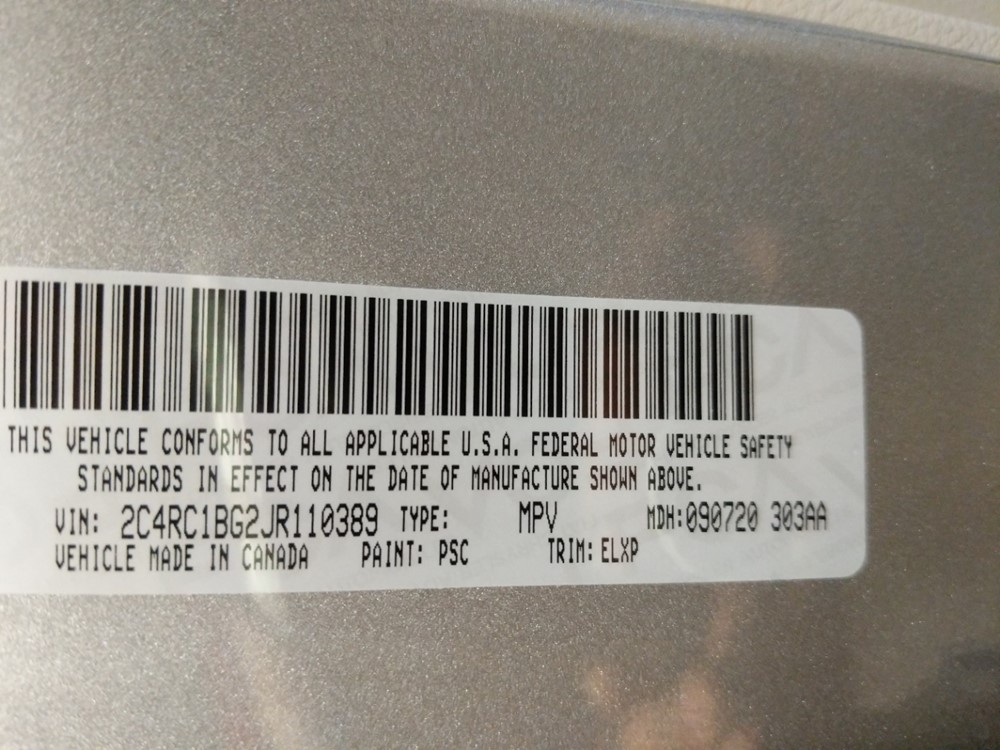 THIS VEHICLE CONFORMS TO ALL APPLICABLE U.S.A. FEDERAL MOTOR VEHICLE SAFETY
STANDARDS IN EFFECT ON THE DATE OF MANUFACTURE SHOWN ABOVE.
VIN: 2C4RC1BG2JR110389 TYPE: MPV MDH:090720 303AA
VEHICLE MADE IN CANADA PAINT: PSC TRIM: ELXP